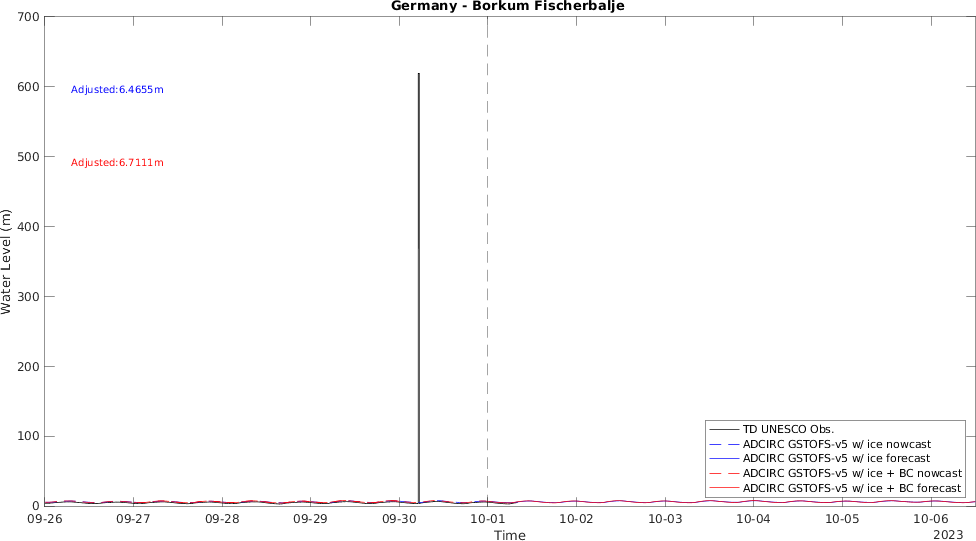 Germany - Borkum Fischerbalje
700
600
500
400
300
200
100
0
Water Level (m)
Adjusted:6.4655m
Adjusted:6.7111m
TD UNESCO Obs.
ADCIRC GSTOFS-v5 w/ ice nowcast
ADCIRC GSTOFS-v5 w/ ice forecast
ADCIRC GSTOFS-v5 w/ ice + BC nowcast
ADCIRC GSTOFS-v5 w/ ice + BC forecast
09-26 09-27 09-28 09-29 09-30 10-01 10-02 10-03 10-04 10-05 10-06
Time
2023